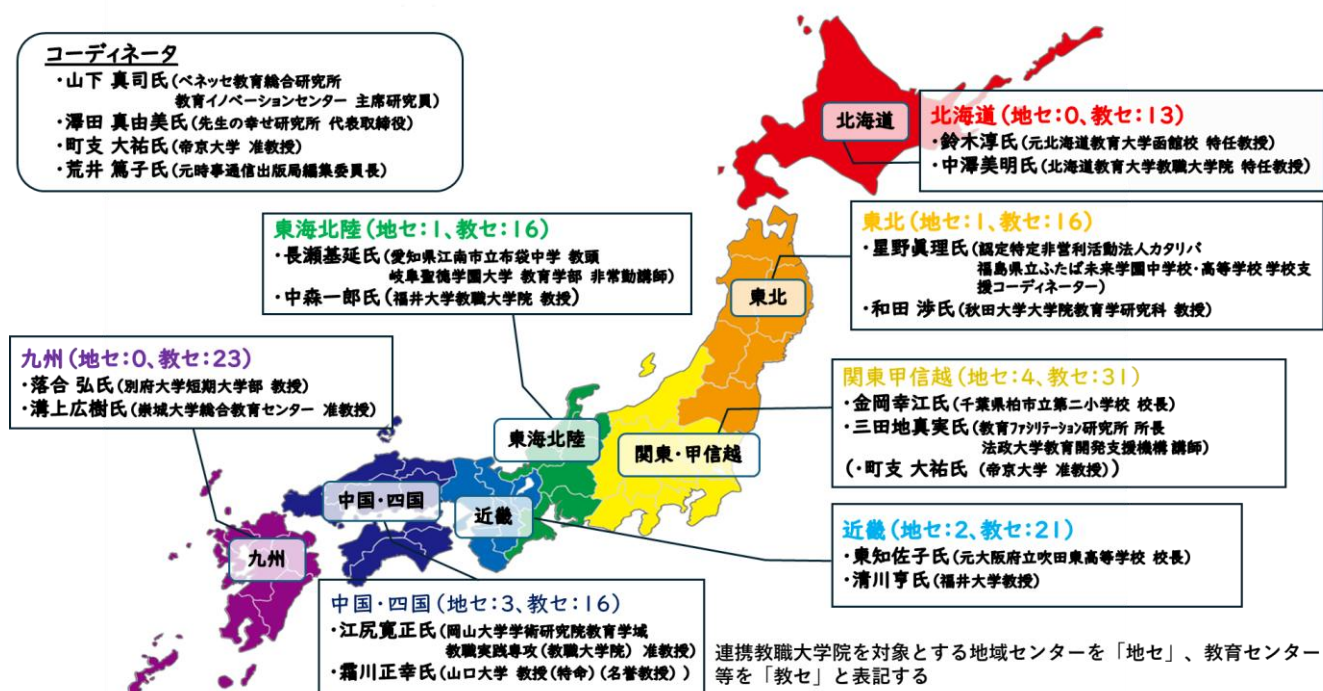 コーディネータ
・山下 真司氏(ベネッセ教育総合研究所
教育イノベーションセンター 主席研究員)
・澤田 真由美氏(先生の幸せ研究所 代表取締役)
・町支 大祐氏(帝京大学 准教授)
・荒井 篤子氏(元時事通信出版局編集委員長)
北海道
北海道(地セ:0、教セ:13)
・鈴木淳氏(元北海道教育大学函館校 特任教授)
・中澤美明氏(北海道教育大学教職大学院 特任教授)
東海北陸(地セ:1、教セ:16)
・長瀬基延氏(愛知県江南市立布袋中学 教頭
岐阜聖徳学園大学 教育学部 非常勤講師)
・中森一郎氏(福井大学教職大学院 教授)
東北(地セ:1、教セ:16)
・星野眞理氏(認定特定非営利活動法人カタリバ
福島県立ふたば未来学園中学校・高等学校 学校支
援コーディネーター)
・和田 渉氏(秋田大学大学院教育学研究科 教授)
東北
九州(地セ:0、教セ:23)
・落合 弘氏(別府大学短期大学部 教授)
・溝上広樹氏(崇城大学総合教育センター 准教授)
関東甲信越(地セ:4、教セ:31)
・金岡幸江氏(千葉県柏市立第二小学校 校長)
・三田地真実氏(教育ファシリテーション研究所 所長
法政大学教育開発支援機構 講師)
(・町支 大祐氏(帝京大学 准教授))
東海北陸
関東・甲信越
中国・四国
近畿
九州
近畿(地セ:2、教セ:21)
・東知佐子氏(元大阪府立吹田東高等学校 校長)
・清川亨氏(福井大学教授)
中国・四国(地セ:3、教セ:16)
・江尻寛正氏(岡山大学学術研究院教育学域
教職実践専攻(教職大学院) 准教授)
・霜川正幸氏(山口大学 教授(特命)(名誉教授))
連携教職大学院を対象とする地域センターを「地セ」、教育センター
等を「教セ」と表記する